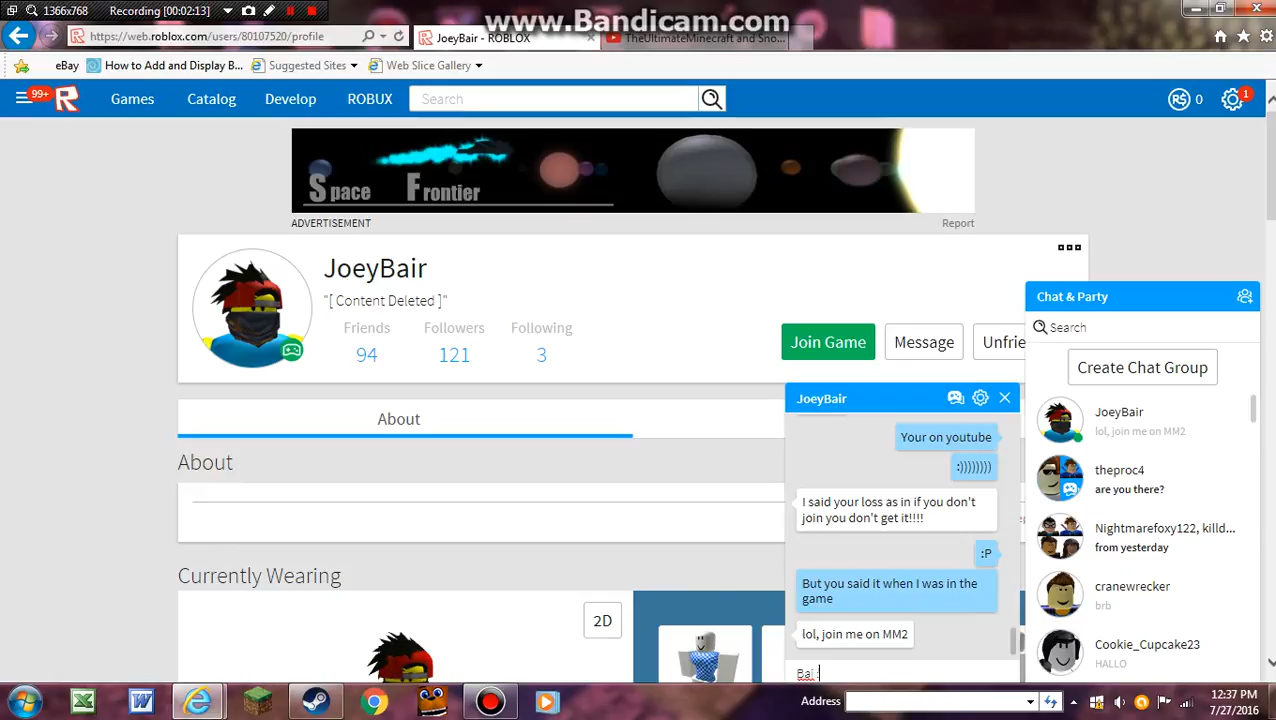 1366x768 Recording [00:02:13]
www.Bandicam.com
https://web.roblox.com/users/80107520/profile
JoeyBair - ROBLOX
TheUltimateMinecraft and Sno...
eBay
How to Add and Display B...
Suggested Sites
Web Slice Gallery
99+
R
Games
Catalog
Develop
ROBUX
Search
R$ 0
1
Space Frontier
ADVERTISEMENT
Report
JoeyBair
"[ Content Deleted ]"
Friends
Followers
Following
94
121
3
Join Game
Message
Unfrie
About
About
Currently Wearing
2D
JoeyBair
Your on youtube
:))))))))
I said your loss as in if you don't
join you don't get it!!!!
:P
But you said it when I was in the
game
lol, join me on MM2
Bai :
Chat & Party
Search
Create Chat Group
JoeyBair
lol, join me on MM2
theproc4
are you there?
Nightmarefoxy122, killd...
from yesterday
cranewrecker
brb
Cookie_Cupcake23
HALLO
Address
12:37 PM
7/27/2016